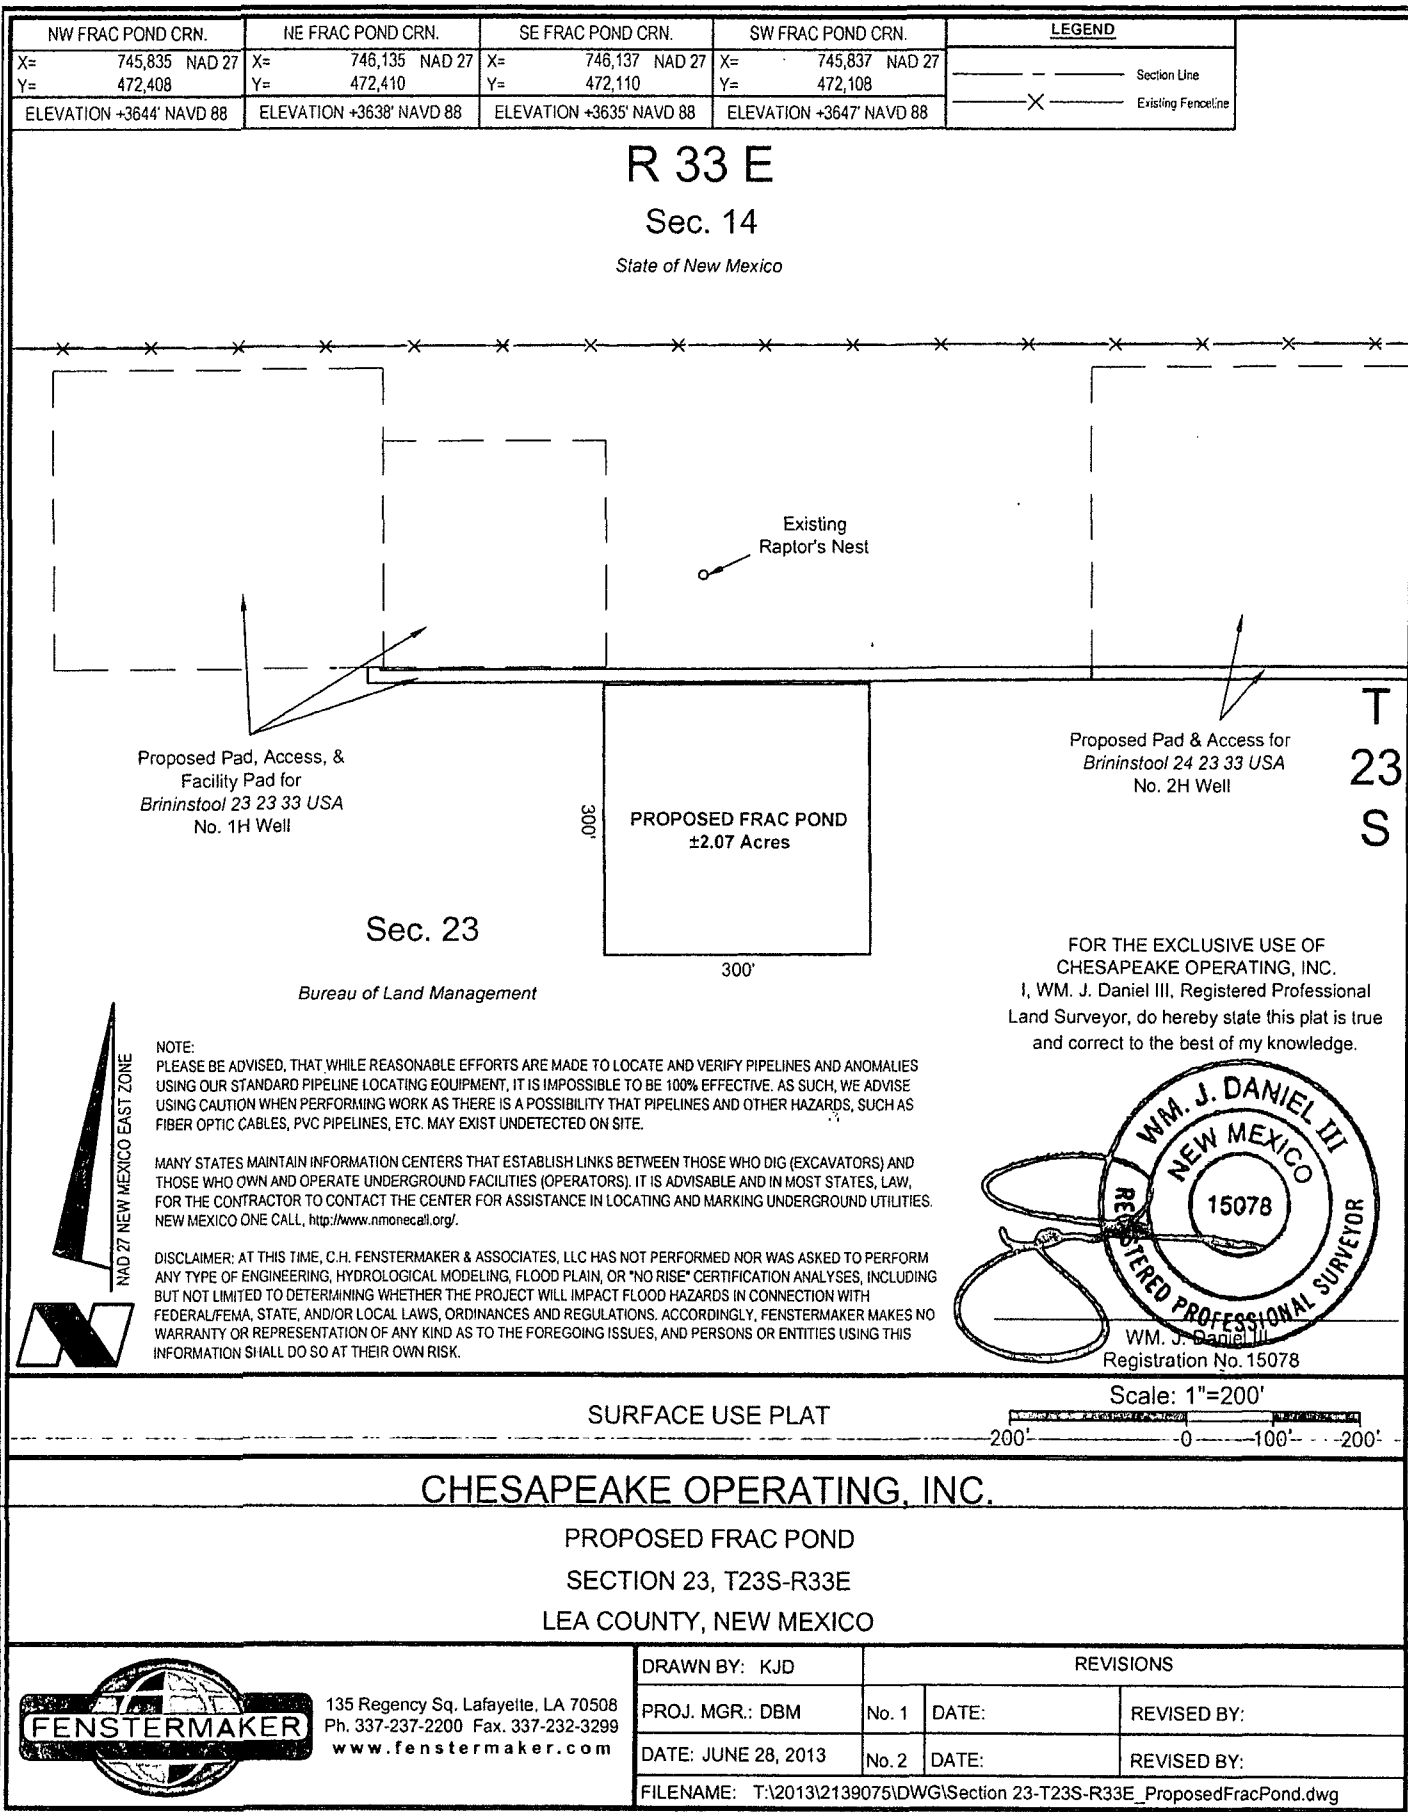 NW FRAC POND CRN.
X= 745,835 NAD 27
Y= 472,408
ELEVATION +3644' NAVD 88
NE FRAC POND CRN.
X= 746,135 NAD 27
Y= 472,410
ELEVATION +3638' NAVD 88
SE FRAC POND CRN.
X= 746,137 NAD 27
Y= 472,110
ELEVATION +3635' NAVD 88
SW FRAC POND CRN.
X= 745,837 NAD 27
Y= 472,108
ELEVATION +3647' NAVD 88
LEGEND
Section Line
Existing Fenceline
R 33 E
Sec. 14
State of New Mexico
Existing
Raptor's Nest
Proposed Pad, Access, &
Facility Pad for
Brininstool 23 23 33 USA
No. 1H Well
Proposed Pad & Access for
Brininstool 24 23 33 USA
No. 2H Well
T
23
S
300'
PROPOSED FRAC POND
±2.07 Acres
300'
Sec. 23
Bureau of Land Management
FOR THE EXCLUSIVE USE OF
CHESAPEAKE OPERATING, INC.
I, WM. J. Daniel III, Registered Professional
Land Surveyor, do hereby state this plat is true
and correct to the best of my knowledge.
NAD 27 NEW MEXICO EAST ZONE
NOTE:
PLEASE BE ADVISED, THAT WHILE REASONABLE EFFORTS ARE MADE TO LOCATE AND VERIFY PIPELINES AND ANOMALIES
USING OUR STANDARD PIPELINE LOCATING EQUIPMENT, IT IS IMPOSSIBLE TO BE 100% EFFECTIVE. AS SUCH, WE ADVISE
USING CAUTION WHEN PERFORMING WORK AS THERE IS A POSSIBILITY THAT PIPELINES AND OTHER HAZARDS, SUCH AS
FIBER OPTIC CABLES, PVC PIPELINES, ETC. MAY EXIST UNDETECTED ON SITE.
MANY STATES MAINTAIN INFORMATION CENTERS THAT ESTABLISH LINKS BETWEEN THOSE WHO DIG (EXCAVATORS) AND
THOSE WHO OWN AND OPERATE UNDERGROUND FACILITIES (OPERATORS). IT IS ADVISABLE AND IN MOST STATES, LAW,
FOR THE CONTRACTOR TO CONTACT THE CENTER FOR ASSISTANCE IN LOCATING AND MARKING UNDERGROUND UTILITIES.
NEW MEXICO ONE CALL, http://www.nmonecall.org/.
DISCLAIMER: AT THIS TIME, C.H. FENSTERMAKER & ASSOCIATES, LLC HAS NOT PERFORMED NOR WAS ASKED TO PERFORM
ANY TYPE OF ENGINEERING, HYDROLOGICAL MODELING, FLOOD PLAIN, OR "NO RISE" CERTIFICATION ANALYSES, INCLUDING
BUT NOT LIMITED TO DETERMINING WHETHER THE PROJECT WILL IMPACT FLOOD HAZARDS IN CONNECTION WITH
FEDERAL/FEMA, STATE, AND/OR LOCAL LAWS, ORDINANCES AND REGULATIONS. ACCORDINGLY, FENSTERMAKER MAKES NO
WARRANTY OR REPRESENTATION OF ANY KIND AS TO THE FOREGOING ISSUES, AND PERSONS OR ENTITIES USING THIS
INFORMATION SHALL DO SO AT THEIR OWN RISK.
WM. J. DANIEL III
NEW MEXICO
15078
REGISTERED PROFESSIONAL SURVEYOR
WM. J. Daniel III
Registration No. 15078
SURFACE USE PLAT
Scale: 1"=200'
200' 0 100' 200'
CHESAPEAKE OPERATING, INC.
PROPOSED FRAC POND
SECTION 23, T23S-R33E
LEA COUNTY, NEW MEXICO
FENSTERMAKER
135 Regency Sq. Lafayette, LA 70508
Ph. 337-237-2200 Fax. 337-232-3299
www.fenstermaker.com
DRAWN BY: KJD
REVISIONS
PROJ. MGR.: DBM
No. 1 DATE: REVISED BY:
DATE: JUNE 28, 2013
No. 2 DATE: REVISED BY:
FILENAME: T:\2013\2139075\DWG\Section 23-T23S-R33E_ProposedFracPond.dwg